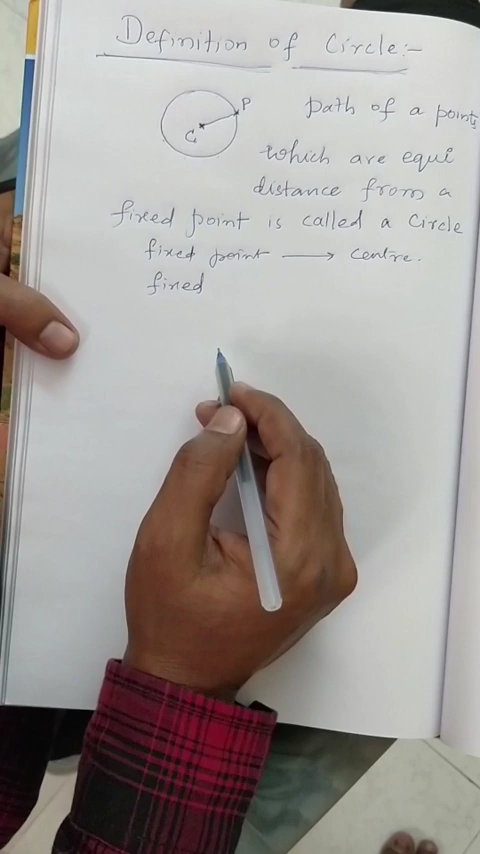 Definition of Circle:-
P
C
path of a points
which are equi
distance from a
fixed point is called a circle
fixed point → centre.
fixed